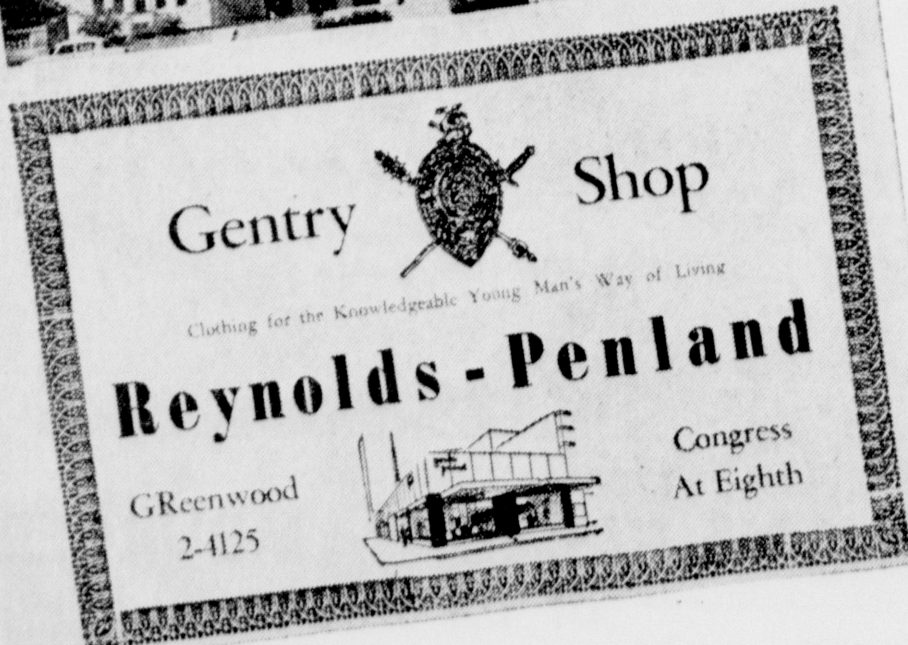 Gentry Shop
Clothing for the Knowledgeable Young Man's Way of Living
Reynolds - Penland
GReenwood
2-4125
Congress
At Eighth